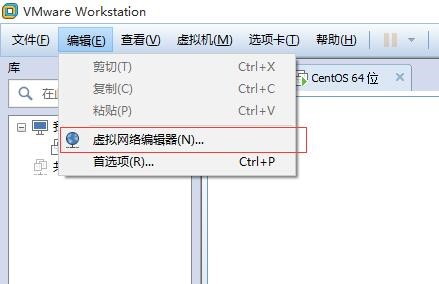 VMware Workstation
文件(F) 编辑(E) 查看(V) 虚拟机(M) 选项卡(T) 帮助(H)
库
剪切(T) Ctrl+X
CentOS 64 位
在
复制(C) Ctrl+C
粘贴(P) Ctrl+V
虚拟网络编辑器(N)...
首选项(R)... Ctrl+P